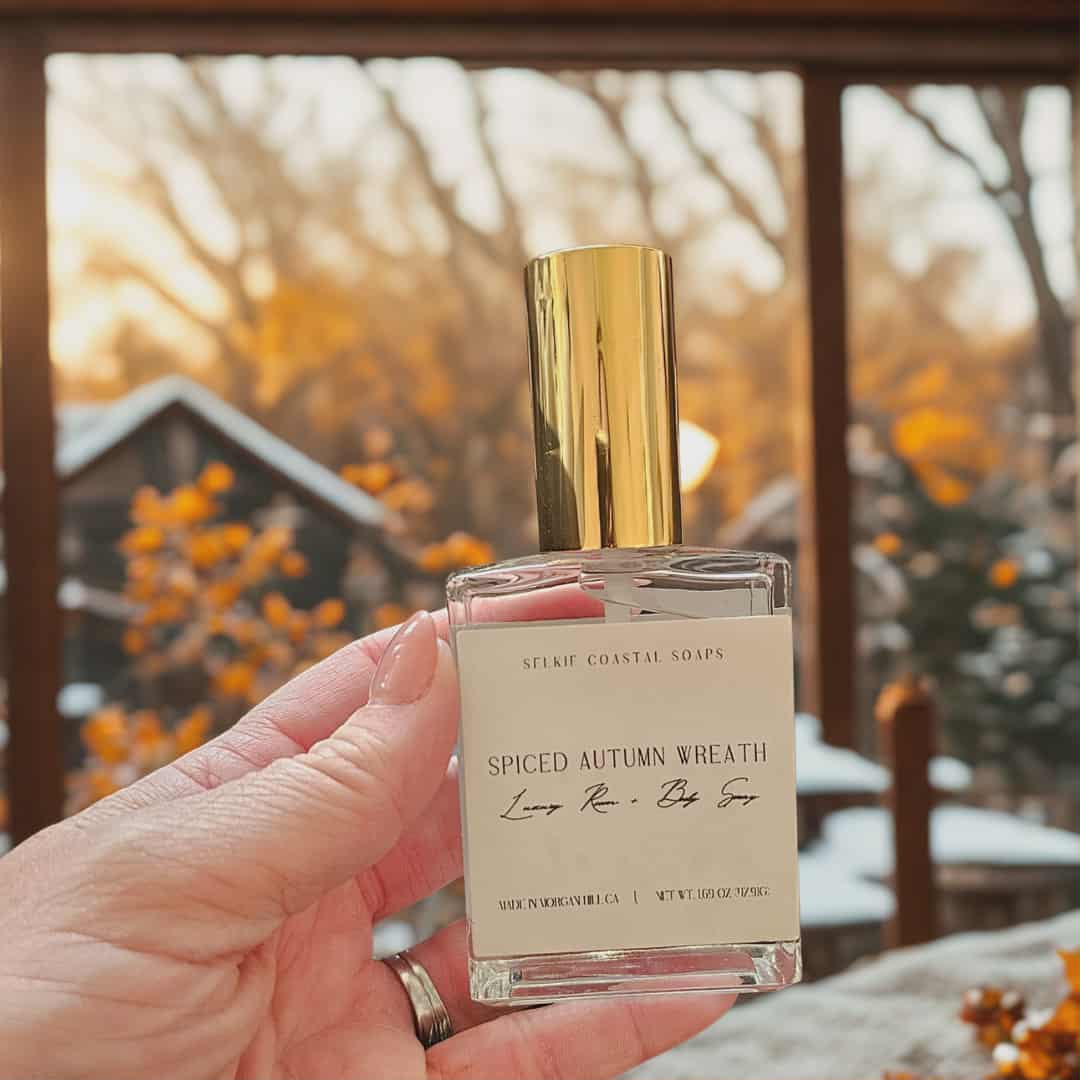 SELKIE COASTAL SOAPS
SPICED AUTUMN WREATH
Luxury Room + Body Spray
MADE IN MORGAN HILL, CA | NET WT. 1.69 OZ